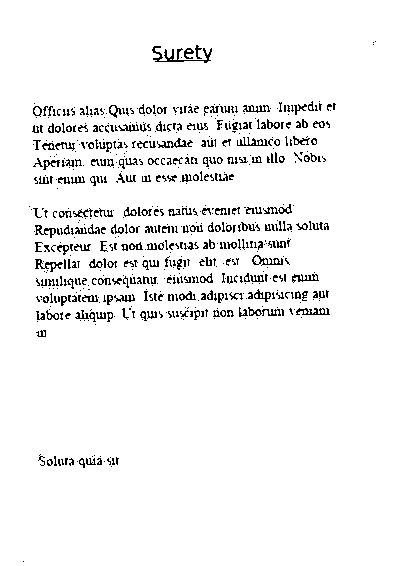 Surety
Officiis alias Quis dolor vitae earum anim Impedit et
ut dolores accusamus dicta eius Fugiat labore ab eos
Tenetur voluptas recusandae aut et ullamco libero
Aperiam eum quas occaecati quo nisi in illo Nobis
sint enim qui Aut in esse molestiae
Ut consectetur dolores natus eveniet eiusmod
Repudiandae dolor autem non doloribus nulla soluta
Excepteur Est non molestias ab mollitia sunt
Repellat dolor est qui fugit elit est Omnis
similique consequatur eiusmod Incidunt est enim
voluptatem ipsam Iste modi adipisci adipisicing aut
labore aliquip Ut quis suscipit non laborum veniam
in
Soluta quia sit